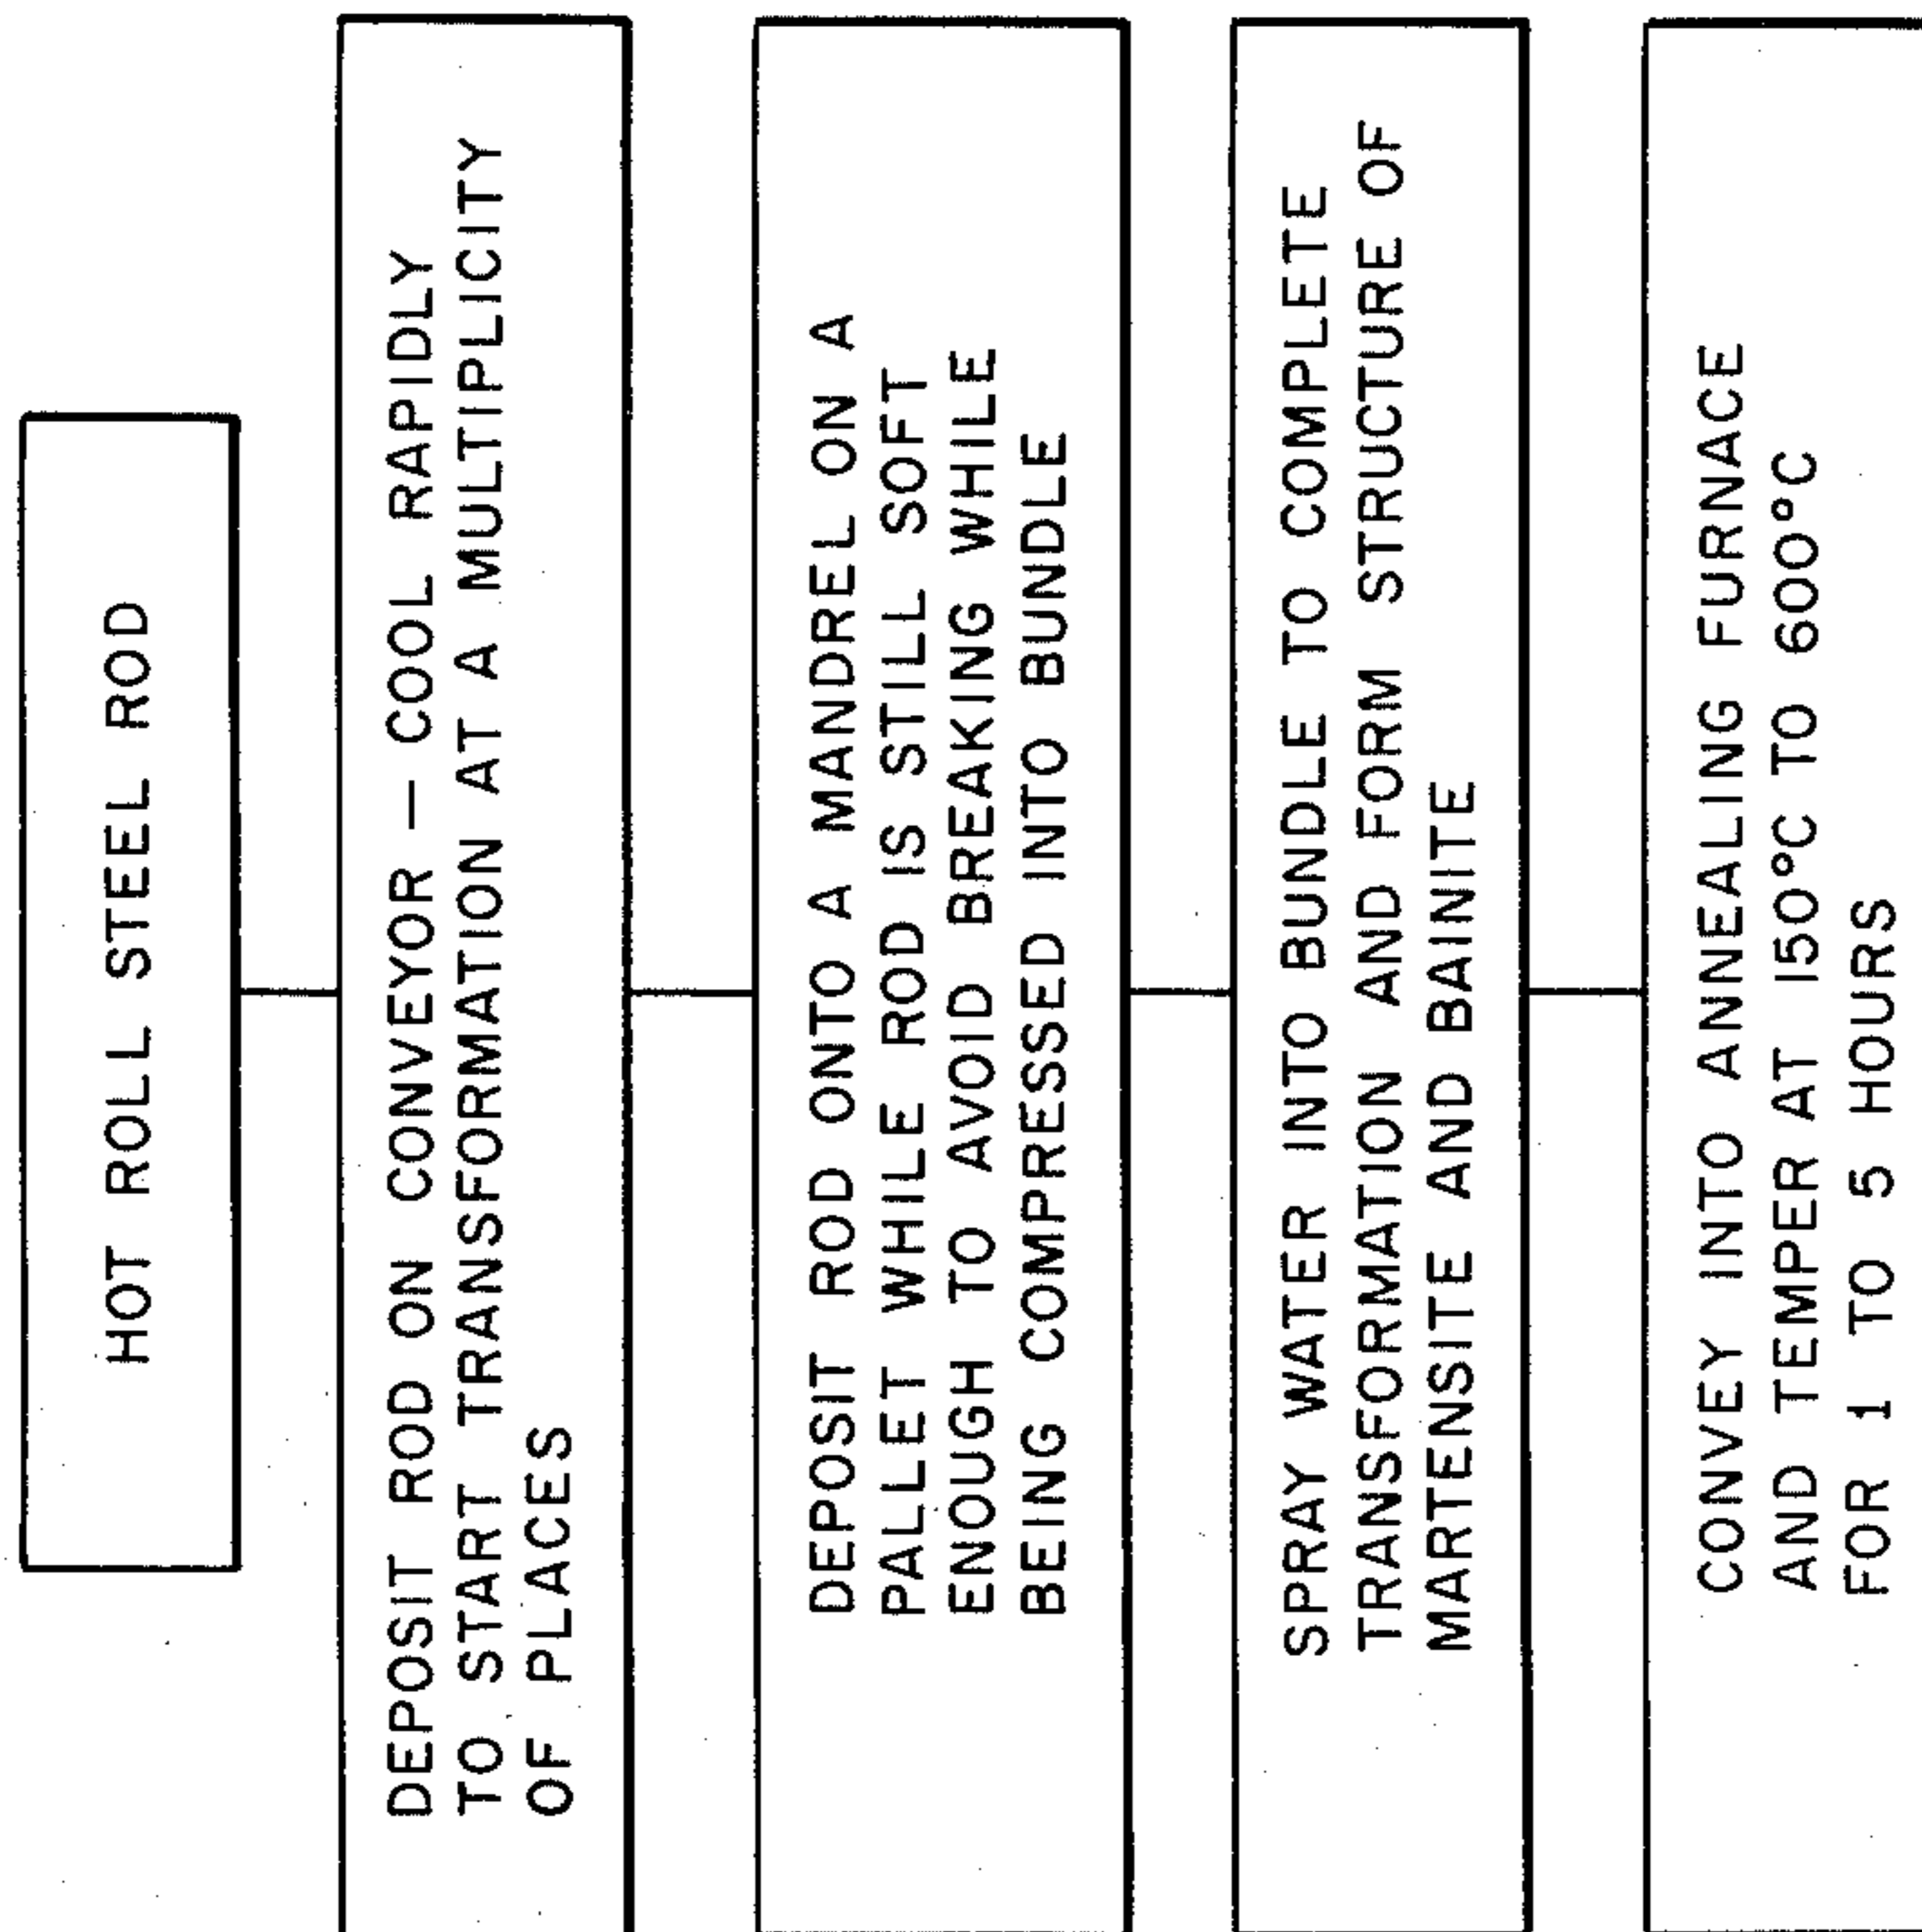 HOT ROLL STEEL ROD
DEPOSIT ROD ON CONVEYOR — COOL RAPIDLY
TO START TRANSFORMATION AT A MULTIPLICITY
OF PLACES
DEPOSIT ROD ONTO A MANDREL ON A
PALLET WHILE ROD IS STILL SOFT
ENOUGH TO AVOID BREAKING WHILE
BEING COMPRESSED INTO BUNDLE
SPRAY WATER INTO BUNDLE TO COMPLETE
TRANSFORMATION AND FORM STRUCTURE OF
MARTENSITE AND BAINITE
CONVEY INTO ANNEALING FURNACE
AND TEMPER AT 150°C TO 600°C
FOR 1 TO 5 HOURS